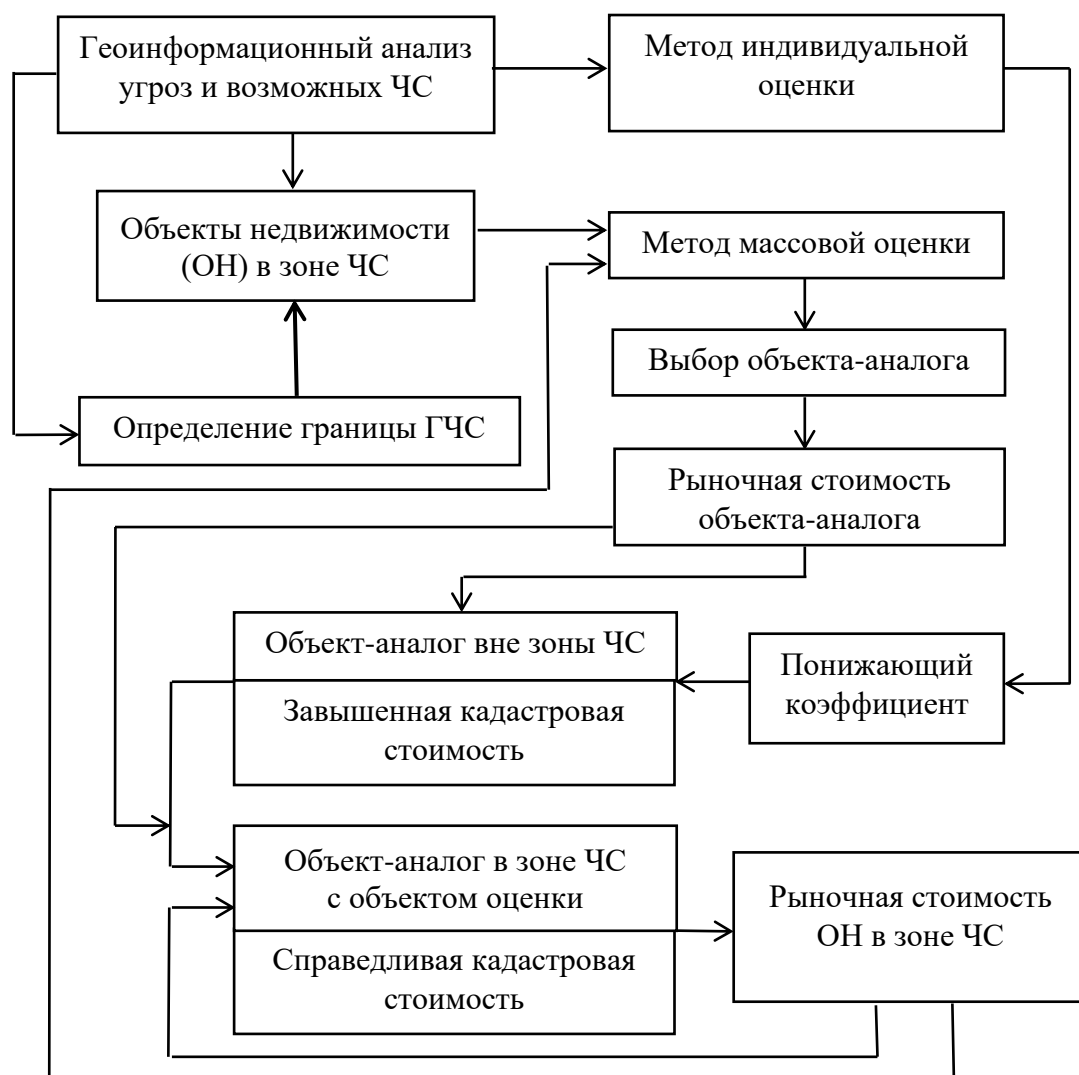 Геоинформационный анализ
угроз и возможных ЧС
Метод индивидуальной
оценки
Объекты недвижимости
(ОН) в зоне ЧС
Метод массовой оценки
Выбор объекта-аналога
Определение границы ГЧС
Рыночная стоимость
объекта-аналога
Объект-аналог вне зоны ЧС
Понижающий
коэффициент
Завышенная кадастровая
стоимость
Объект-аналог в зоне ЧС
с объектом оценки
Рыночная стоимость
ОН в зоне ЧС
Справедливая кадастровая
стоимость